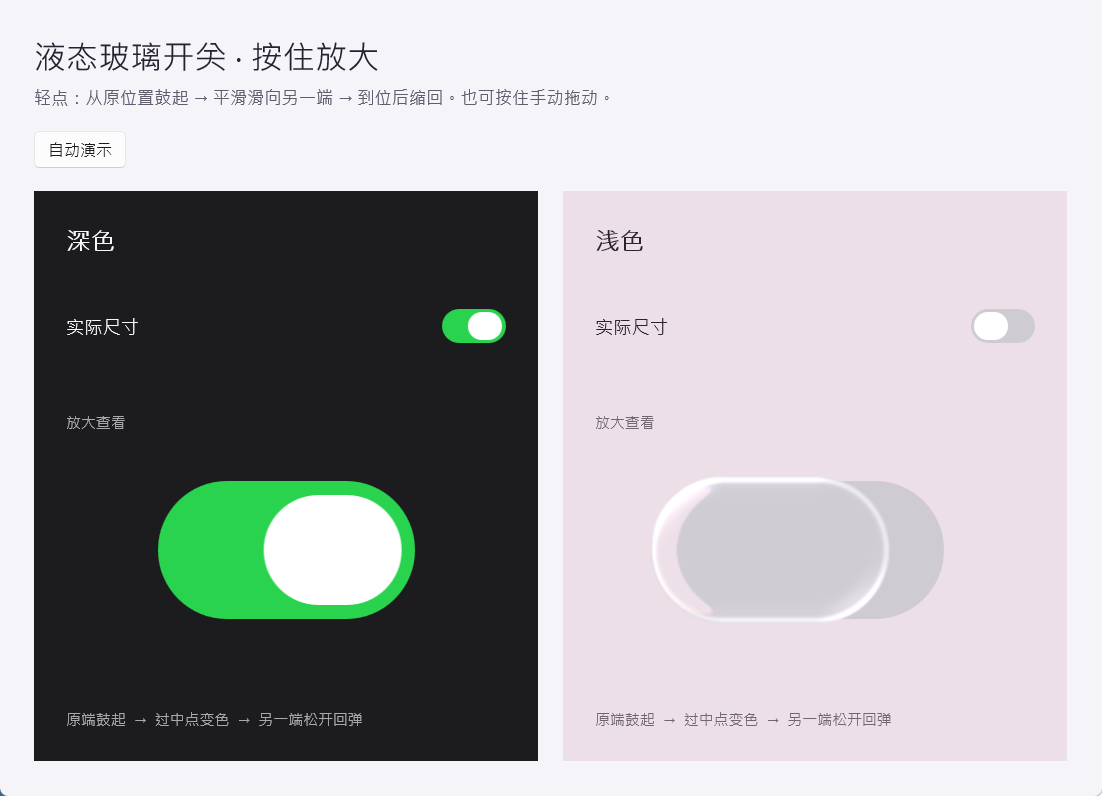 液态玻璃开关 · 按住放大
轻点：从原位置鼓起 → 平滑滑向另一端 → 到位后缩回。也可按住手动拖动。
自动演示
深色
实际尺寸
放大查看
原端鼓起 → 过中点变色 → 另一端松开回弹
浅色
实际尺寸
放大查看
原端鼓起 → 过中点变色 → 另一端松开回弹